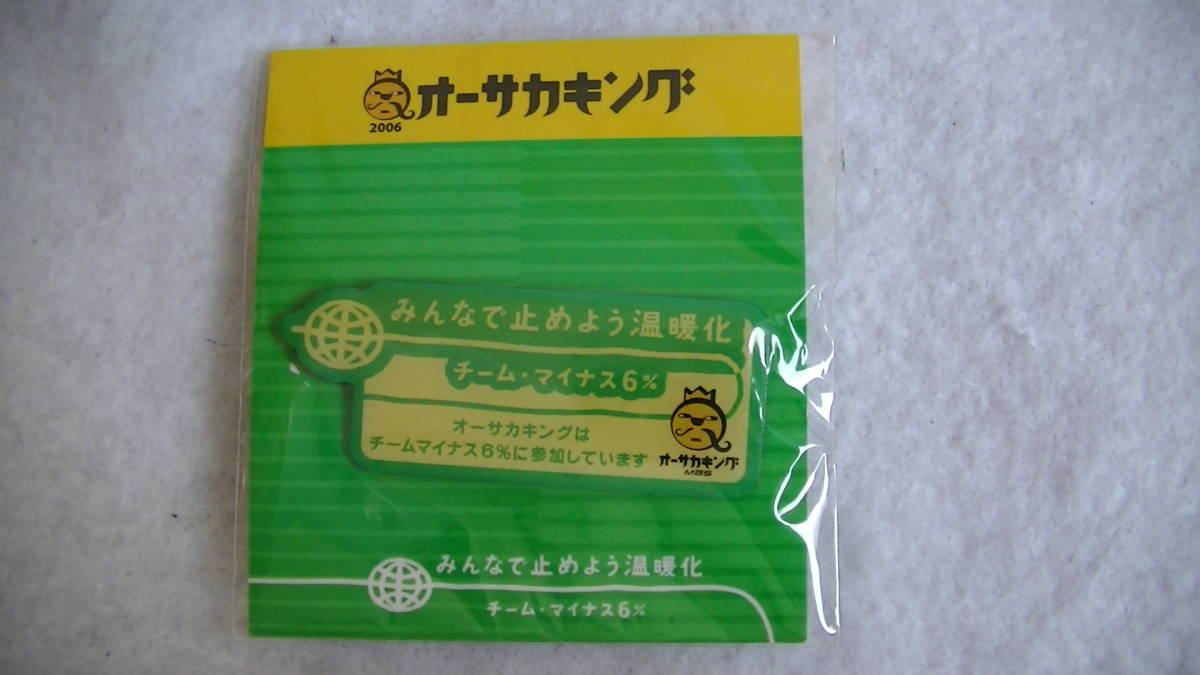 オーサカキング
2006
みんなで止めよう温暖化
チーム・マイナス6%
オーサカキングは
チームマイナス6%に参加しています
オーサカキング
MBS
みんなで止めよう温暖化
チーム・マイナス6%